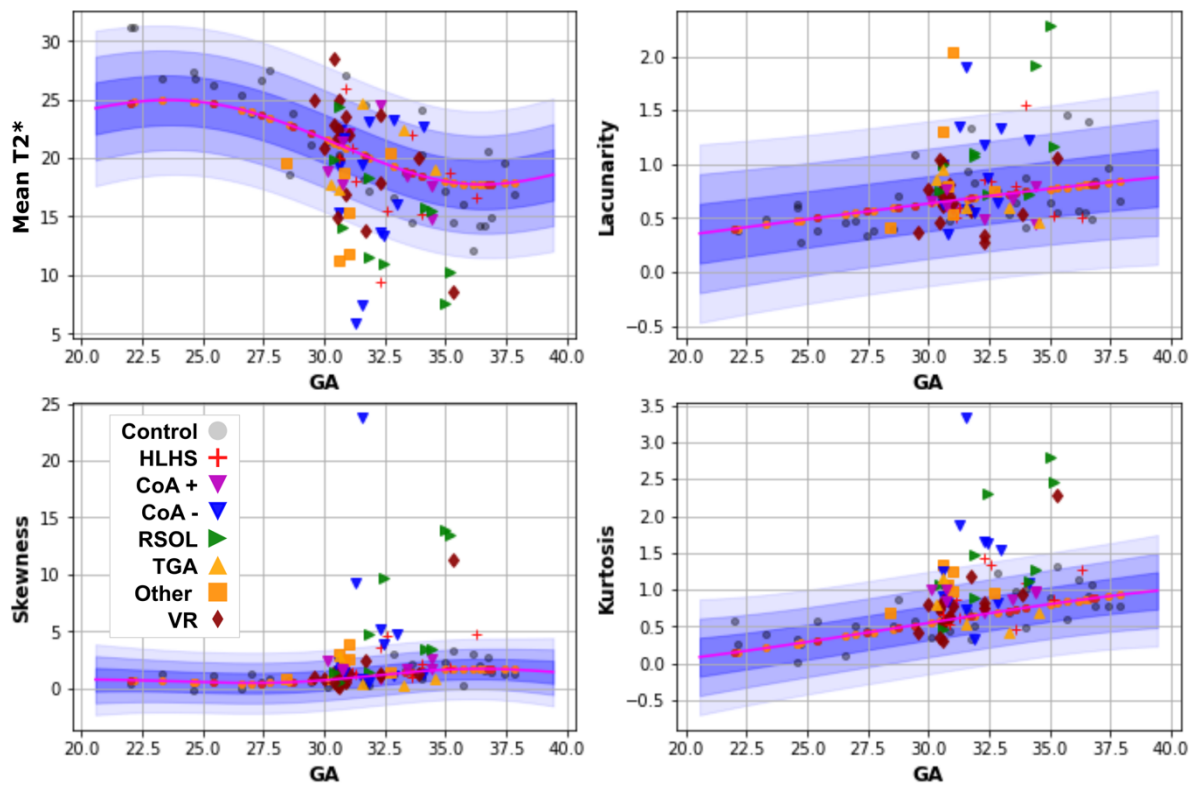 30
25
20
15
10
5
Mean T2*
20.0 22.5 25.0 27.5 30.0 32.5 35.0 37.5 40.0
GA
2.0
1.5
1.0
0.5
0.0
−0.5
Lacunarity
20.0 22.5 25.0 27.5 30.0 32.5 35.0 37.5 40.0
GA
25
20
15
10
5
0
Skewness
Control
HLHS
CoA +
CoA -
RSOL
TGA
Other
VR
20.0 22.5 25.0 27.5 30.0 32.5 35.0 37.5 40.0
GA
3.5
3.0
2.5
2.0
1.5
1.0
0.5
0.0
−0.5
Kurtosis
20.0 22.5 25.0 27.5 30.0 32.5 35.0 37.5 40.0
GA